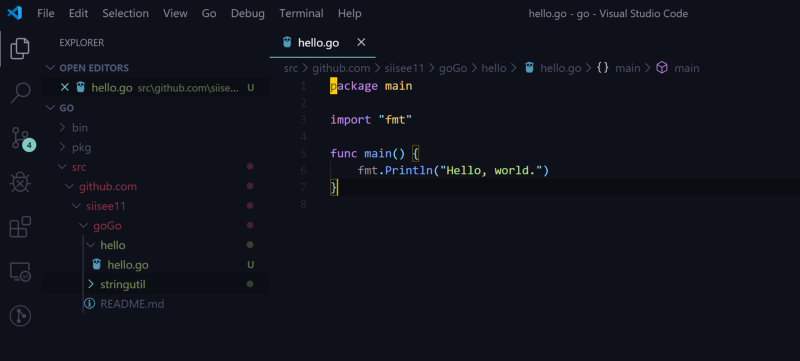 File Edit Selection View Go Debug Terminal Help hello.go - go - Visual Studio Code
EXPLORER
OPEN EDITORS
hello.go src\github.com\siise... U
GO
bin
pkg
src
github.com
siisee11
goGo
hello
hello.go U
stringutil
README.md
4
hello.go
src > github.com > siisee11 > goGo > hello > hello.go > {} main > main
1 package main
2
3 import "fmt"
4
5 func main() {
6 fmt.Println("Hello, world.")
7 }
8